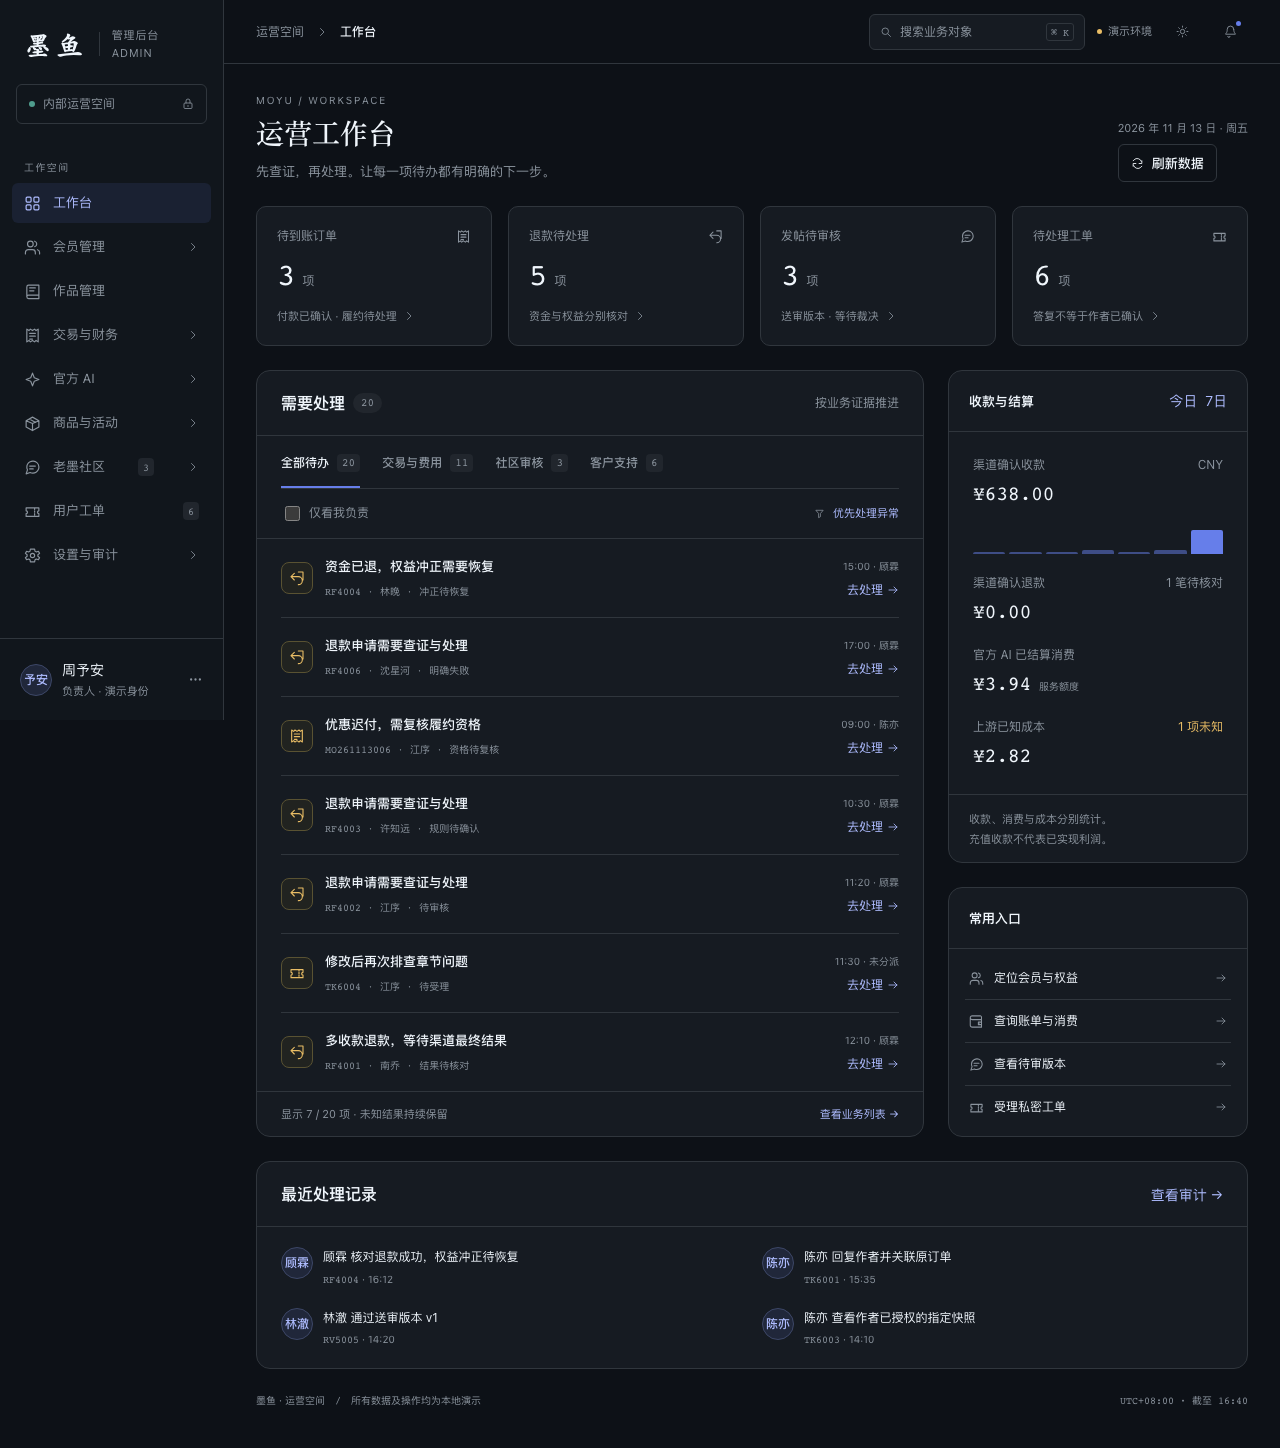 墨鱼
管理后台
ADMIN
内部运营空间
工作空间
工作台
会员管理
作品管理
交易与财务
官方 AI
商品与活动
老墨社区 3
用户工单 6
设置与审计
予安
周予安
负责人 · 演示身份
运营空间 > 工作台
搜索业务对象 ⌘ K
演示环境
MOYU / WORKSPACE
运营工作台
先查证，再处理。让每一项待办都有明确的下一步。
2026 年 11 月 13 日 · 周五
刷新数据
待到账订单
3 项
付款已确认 · 履约待处理
退款待处理
5 项
资金与权益分别核对
发帖待审核
3 项
送审版本 · 等待裁决
待处理工单
6 项
答复不等于作者已确认
需要处理 20
按业务证据推进
全部待办 20 交易与费用 11 社区审核 3 客户支持 6
仅看我负责
优先处理异常
资金已退，权益冲正需要恢复
RF4004 · 林晚 · 冲正待恢复
15:00 · 顾霖
去处理 →
退款申请需要查证与处理
RF4006 · 沈星河 · 明确失败
17:00 · 顾霖
去处理 →
优惠迟付，需复核履约资格
MO261113006 · 江序 · 资格待复核
09:00 · 陈亦
去处理 →
退款申请需要查证与处理
RF4003 · 许知远 · 规则待确认
10:30 · 顾霖
去处理 →
退款申请需要查证与处理
RF4002 · 江序 · 待审核
11:20 · 顾霖
去处理 →
修改后再次排查章节问题
TK6004 · 江序 · 待受理
11:30 · 未分派
去处理 →
多收款退款，等待渠道最终结果
RF4001 · 南乔 · 结果待核对
12:10 · 顾霖
去处理 →
显示 7 / 20 项 · 未知结果持续保留
查看业务列表 →
收款与结算
今日 7日
渠道确认收款 CNY
¥638.00
渠道确认退款 1 笔待核对
¥0.00
官方 AI 已结算消费
¥3.94 服务额度
上游已知成本 1 项未知
¥2.82
收款、消费与成本分别统计。
充值收款不代表已实现利润。
常用入口
定位会员与权益 →
查询账单与消费 →
查看待审版本 →
受理私密工单 →
最近处理记录
查看审计 →
顾霖
顾霖 核对退款成功，权益冲正待恢复
RF4004 · 16:12
陈亦
陈亦 回复作者并关联原订单
TK6001 · 15:35
林澈
林澈 通过送审版本 v1
RV5005 · 14:20
陈亦
陈亦 查看作者已授权的指定快照
TK6003 · 14:10
墨鱼 · 运营空间 / 所有数据及操作均为本地演示
UTC+08:00 · 截至 16:40